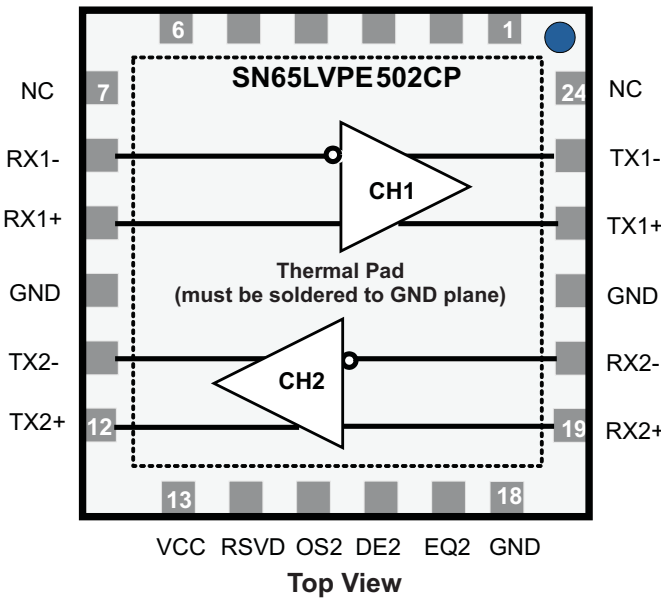 6 1
SN65LVPE502CP
NC 7 24 NC
RX1- TX1-
CH1
RX1+ TX1+
Thermal Pad
GND (must be soldered to GND plane) GND
TX2- RX2-
CH2
TX2+ 12 19 RX2+
13 18
VCC RSVD OS2 DE2 EQ2 GND
Top View